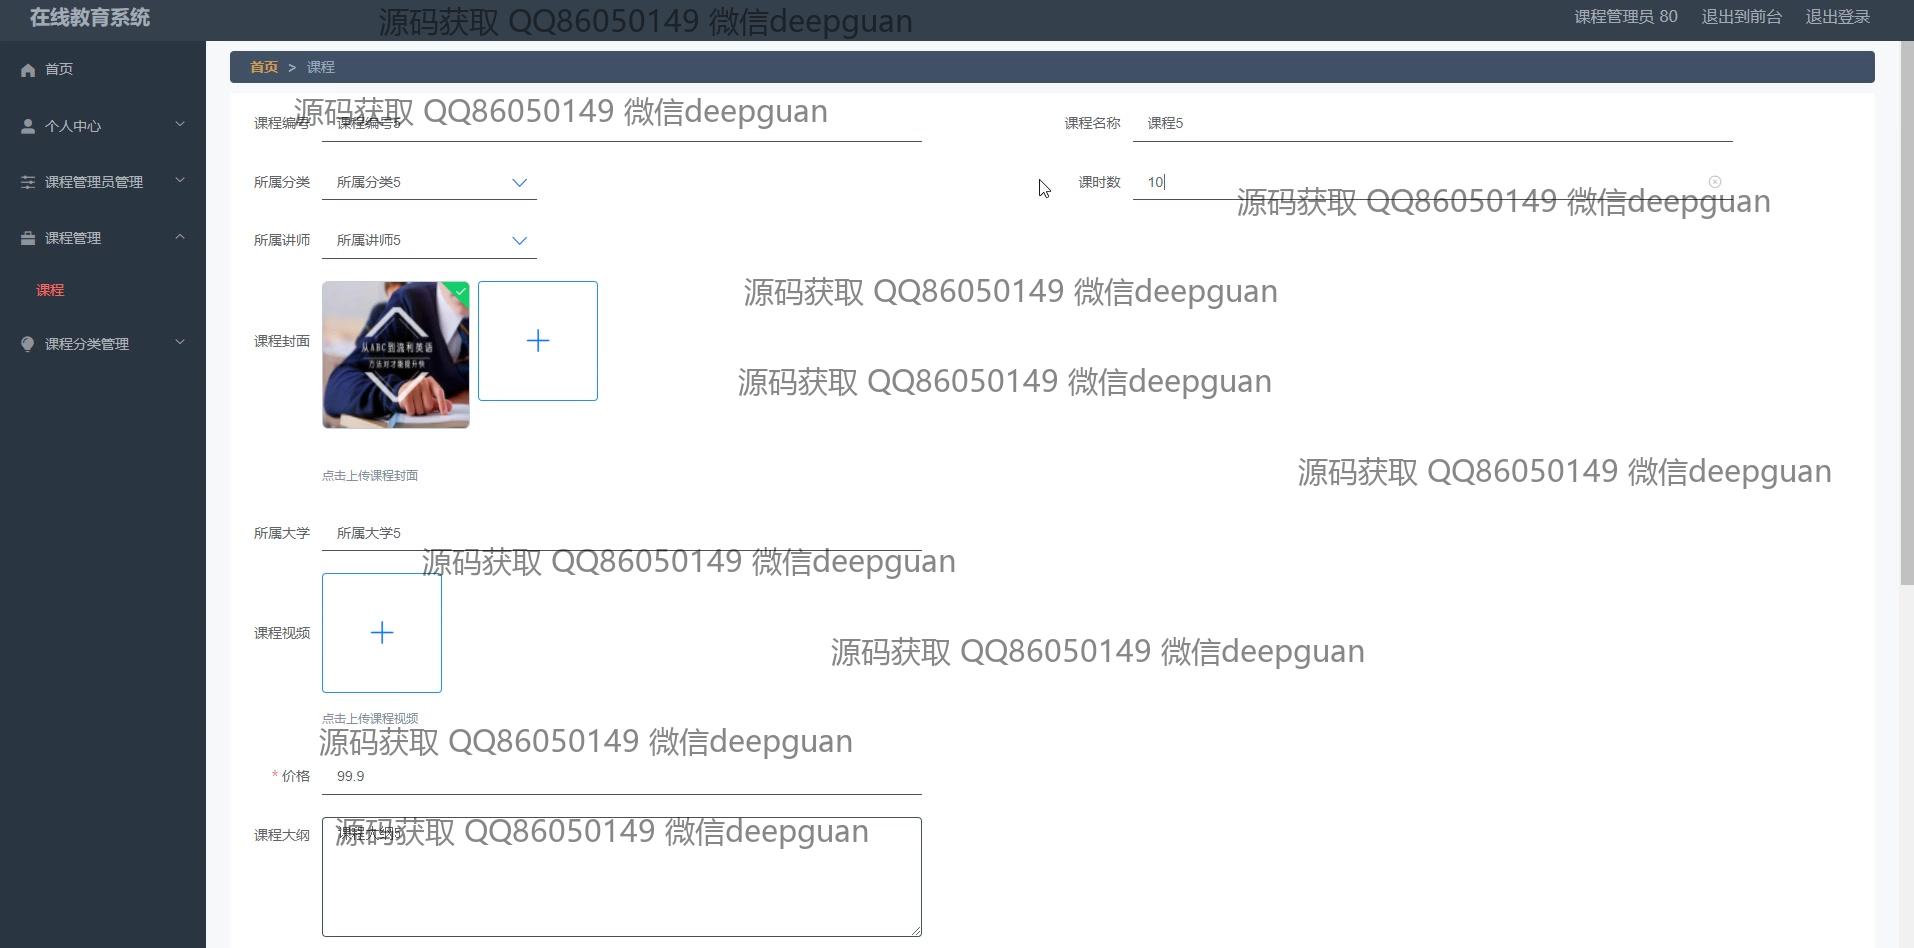 在线教育系统
源码获取 QQ86050149 微信deepguan
课程管理员 80 退出到前台 退出登录
首页
个人中心
课程管理员管理
课程管理
课程
课程分类管理
首页 > 课程
源码获取 QQ86050149 微信deepguan
课程编号 课程编号5
课程名称 课程5
所属分类 所属分类5
课时数 10
源码获取 QQ86050149 微信deepguan
所属讲师 所属讲师5
源码获取 QQ86050149 微信deepguan
课程封面
从ABC到流利英语
方法对才能提升快
源码获取 QQ86050149 微信deepguan
点击上传课程封面
源码获取 QQ86050149 微信deepguan
所属大学 所属大学5
源码获取 QQ86050149 微信deepguan
课程视频
源码获取 QQ86050149 微信deepguan
点击上传课程视频
源码获取 QQ86050149 微信deepguan
* 价格 99.9
课程大纲 课程大纲5
源码获取 QQ86050149 微信deepguan